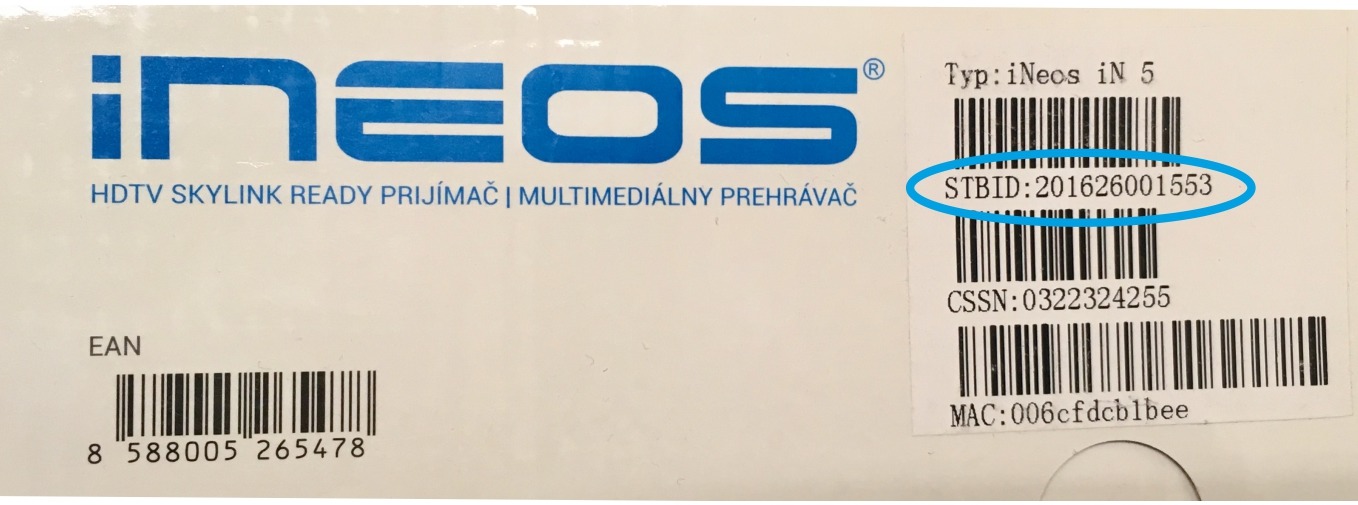 iNEOS®
HDTV SKYLINK READY PRIJÍMAČ | MULTIMEDIÁLNY PREHRÁVAČ
EAN
8 588005 265478
Typ:iNeos iN 5
STBID:201626001553
CSSN:0322324255
MAC:006cfdcb1bee